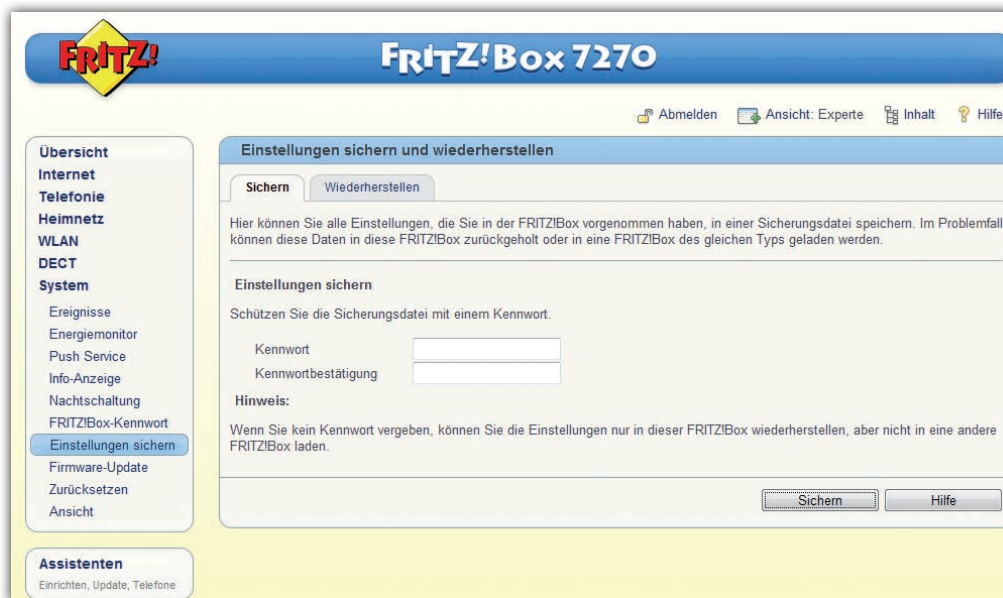 FRITZ!
FRITZ!Box 7270
Abmelden Ansicht: Experte Inhalt Hilfe
Übersicht
Internet
Telefonie
Heimnetz
WLAN
DECT
System
Ereignisse
Energiemonitor
Push Service
Info-Anzeige
Nachtschaltung
FRITZ!Box-Kennwort
Einstellungen sichern
Firmware-Update
Zurücksetzen
Ansicht
Assistenten
Einrichten, Update, Telefone
Einstellungen sichern und wiederherstellen
Sichern Wiederherstellen
Hier können Sie alle Einstellungen, die Sie in der FRITZ!Box vorgenommen haben, in einer Sicherungsdatei speichern. Im Problemfall
können diese Daten in diese FRITZ!Box zurückgeholt oder in eine FRITZ!Box des gleichen Typs geladen werden.
Einstellungen sichern
Schützen Sie die Sicherungsdatei mit einem Kennwort.
Kennwort
Kennwortbestätigung
Hinweis:
Wenn Sie kein Kennwort vergeben, können Sie die Einstellungen nur in dieser FRITZ!Box wiederherstellen, aber nicht in eine andere
FRITZ!Box laden.
Sichern Hilfe